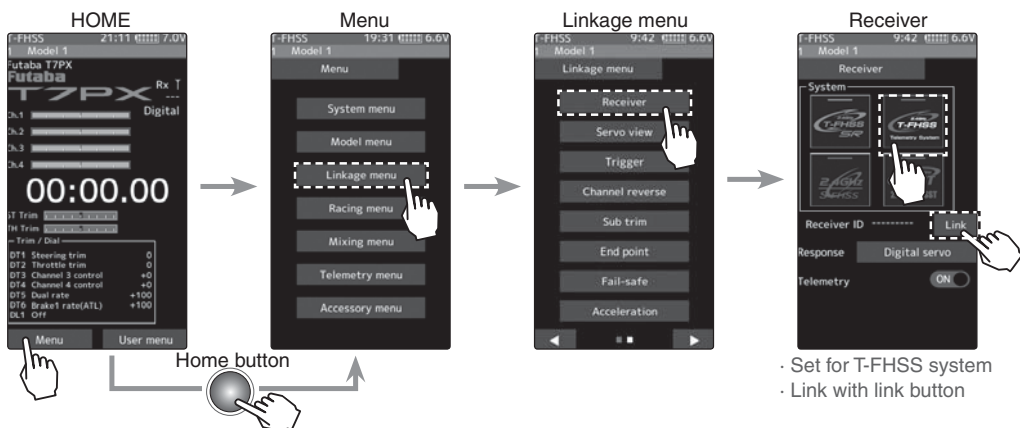 HOME
T-FHSS 21:11 7.0V
1 Model 1
Futaba T7PX
Futaba
T7PX
Rx
---
Digital
Ch.1
Ch.2
Ch.3
Ch.4
00:00.00
ST Trim
TH Trim
Trim / Dial
DT1 Steering trim 0
DT2 Throttle trim 0
DT3 Channel 3 control +0
DT4 Channel 4 control +0
DT5 Dual rate +100
DT6 Brake1 rate(ATL) +100
DL1 Off
Menu User menu
Home button
Menu
T-FHSS 19:31 6.6V
1 Model 1
Menu
System menu
Model menu
Linkage menu
Racing menu
Mixing menu
Telemetry menu
Accessory menu
Linkage menu
T-FHSS 9:42 6.6V
1 Model 1
Linkage menu
Receiver
Servo view
Trigger
Channel reverse
Sub trim
End point
Fail-safe
Acceleration
Receiver
T-FHSS 9:42 6.6V
1 Model 1
Receiver
System
T-FHSS
SR
T-FHSS
Telemetry System
2.4GHz
S-FHSS
Receiver ID --------- Link
Response Digital servo
Telemetry ON
· Set for T-FHSS system
· Link with link button